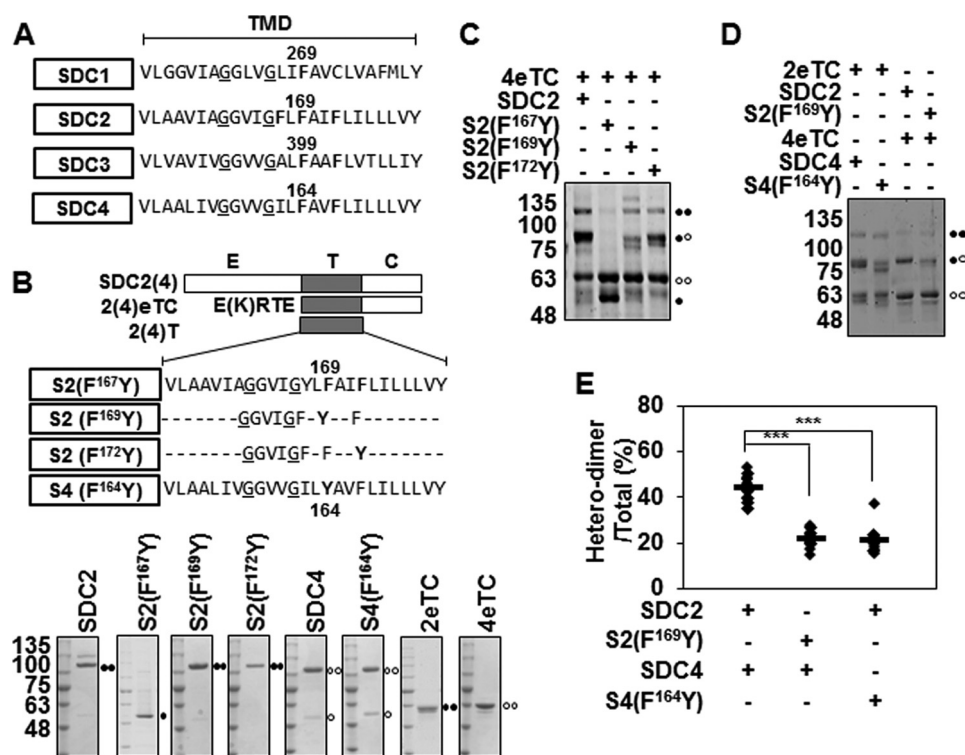 A
TMD
269
SDC1 VLGGVIAGGLVGLIFAVCLVAFMLY
169
SDC2 VLAAVIAGGVIGFLFAIFLILLLVY
399
SDC3 VLVAVIVGGVVGALFAAFLVTLLIY
164
SDC4 VLAALIVGGVVGILFAVFLILLLVY
B
E T C
SDC2(4)
2(4)eTC E(K)RTE
2(4)T
169
S2(F167Y) VLAAVIAGGVIGYLFAIFLILLLVY
S2 (F169Y) -------GGVIGF- Y - F -------
S2 (F172Y) -------GGVIGF- F - Y -------
S4 (F164Y) VLAALIVGGVVGILYAVFLILLLVY
164
SDC2 S2(F167Y) S2(F169Y) S2(F172Y) SDC4 S4(F164Y) 2eTC 4eTC
135
100
75
63
48
C
4eTC + + + + +
SDC2 + - - - -
S2(F167Y) - + - - -
S2(F169Y) - - + - -
S2(F172Y) - - - + 
135
100
75
63
48
D
2eTC + + - -
SDC2 - - + -
S2(F169Y) - - - +
4eTC - - + +
SDC4 + - - -
S4(F164Y) - + - -
135
100
75
63
48
E
Hetero-dimer
/Total (%)
80
60
40
20
0
***
***
SDC2 + - +
S2(F169Y) - + -
SDC4 + + -
S4(F164Y) - - +